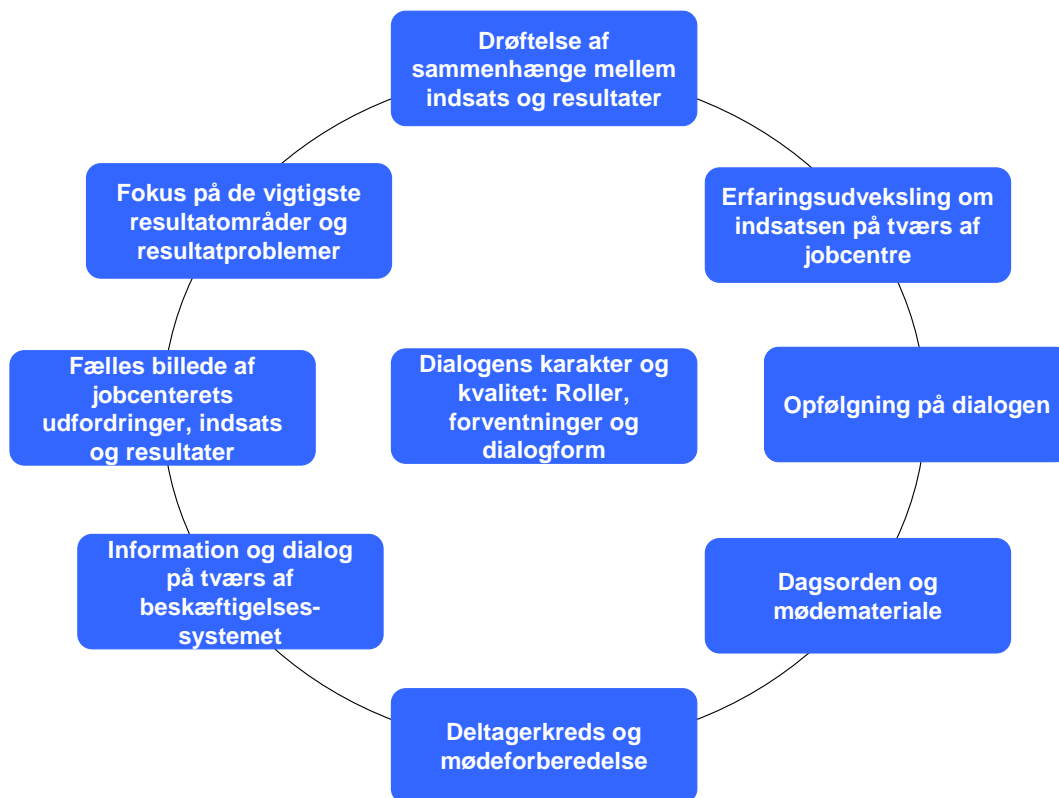 Drøftelse af
sammenhænge mellem
indsats og resultater
Fokus på de vigtigste
resultatområder og
resultatproblemer
Erfaringsudveksling om
indsatsen på tværs af
jobcentre
Fælles billede af
jobcenterets
udfordringer, indsats
og resultater
Dialogens karakter og
kvalitet: Roller,
forventninger og
dialogform
Opfølgning på dialogen
Information og dialog
på tværs af
beskæftigelses-
systemet
Dagsorden og
mødemateriale
Deltagerkreds og
mødeforberedelse